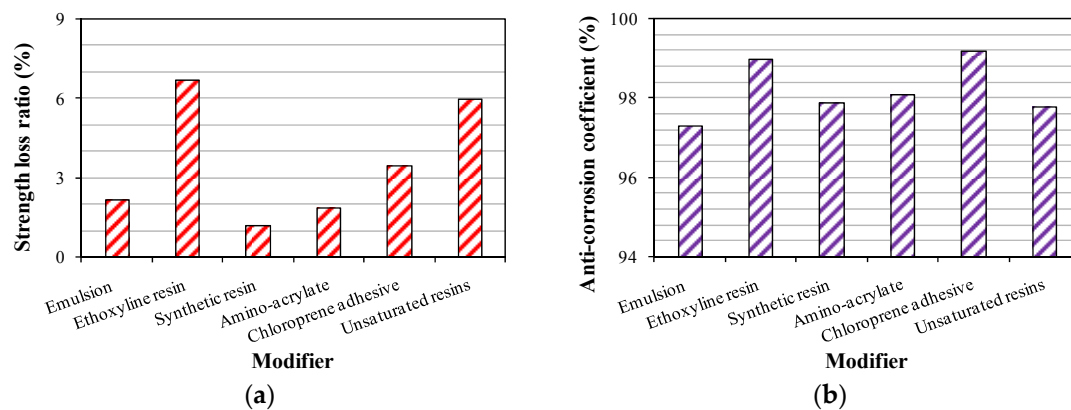 Strength loss ratio (%)
9
6
3
0
Emulsion
Ethoxyline resin
Synthetic resin
Amino-acrylate
Chloroprene adhesive
Unsaturated resins
Modifier
(a)
Anti-corrosion coefficient (%)
100
98
96
94
Emulsion
Ethoxyline resin
Synthetic resin
Amino-acrylate
Chloroprene adhesive
Unsaturated resins
Modifier
(b)